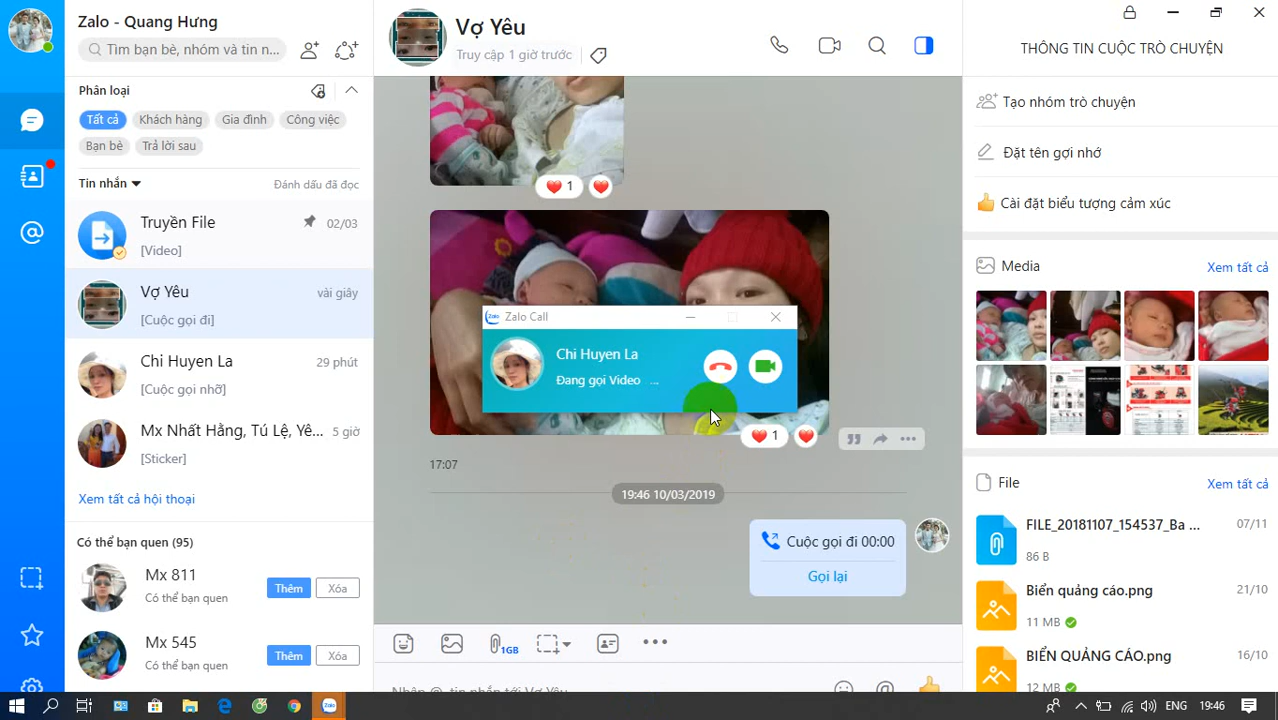 Zalo - Quang Hưng
Tìm bạn bè, nhóm và tin n...
Phân loại
Tất cả
Khách hàng
Gia đình
Công việc
Bạn bè
Trả lời sau
Tin nhắn
Đánh dấu đã đọc
Truyền File
02/03
[Video]
Vợ Yêu
vài giây
[Cuộc gọi đi]
Chi Huyen La
29 phút
[Cuộc gọi nhỡ]
Mx Nhất Hằng, Tú Lệ, Yê...
5 giờ
[Sticker]
Xem tất cả hội thoại
Có thể bạn quen (95)
Mx 811
Có thể bạn quen
Thêm
Xóa
Mx 545
Có thể bạn quen
Thêm
Xóa
Vợ Yêu
Truy cập 1 giờ trước
1
Zalo Call
Chi Huyen La
Đang gọi Video ...
1
17:07
19:46 10/03/2019
Cuộc gọi đi 00:00
Gọi lại
1GB
Nhập @, tin nhắn tới Vợ Yêu
THÔNG TIN CUỘC TRÒ CHUYỆN
Tạo nhóm trò chuyện
Đặt tên gợi nhớ
Cài đặt biểu tượng cảm xúc
Media
Xem tất cả
File
Xem tất cả
FILE_20181107_154537_Ba ...
07/11
86 B
Biển quảng cáo.png
21/10
11 MB
BIỂN QUẢNG CÁO.png
16/10
12 MB
ENG
19:46